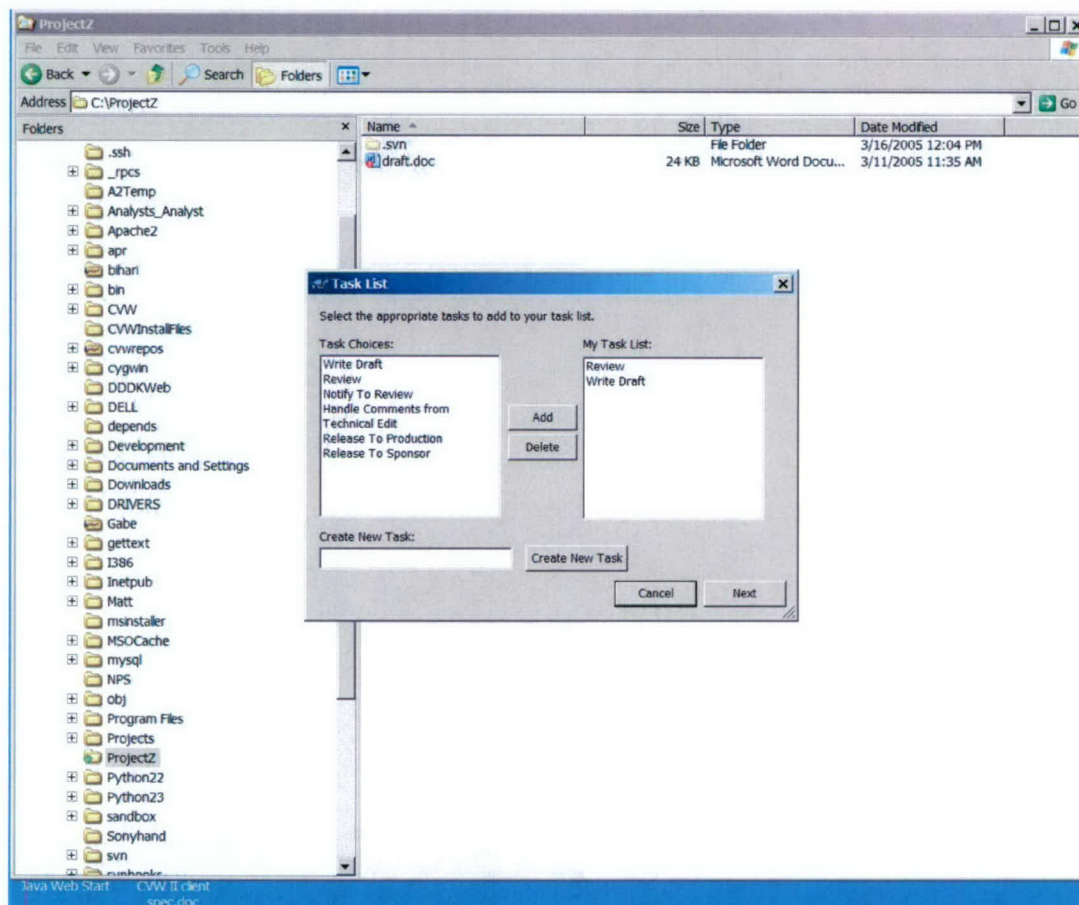 ProjectZ
File Edit View Favorites Tools Help
Back Search Folders
Address C:\ProjectZ Go
Folders
Name Size Type Date Modified
.svn File Folder 3/16/2005 12:04 PM
draft.doc 24 KB Microsoft Word Docu... 3/11/2005 11:35 AM
.ssh
_rpcs
A2Temp
Analysts_Analyst
Apache2
apr
bihari
bin
CVW
CVWInstallFiles
cvwrepos
cygwin
DDDKWeb
DELL
depends
Development
Documents and Settings
Downloads
DRIVERS
Gabe
gettext
I386
Inetpub
Matt
msinstaller
MSOCache
mysql
NPS
obj
Program Files
Projects
ProjectZ
Python22
Python23
sandbox
Sonyhand
svn
svnhooks
Task List
Select the appropriate tasks to add to your task list.
Task Choices:
Write Draft
Review
Notify To Review
Handle Comments from
Technical Edit
Release To Production
Release To Sponsor
Add
Delete
My Task List:
Review
Write Draft
Create New Task:
Create New Task
Cancel Next
Java Web Start CVW II client
spec.doc